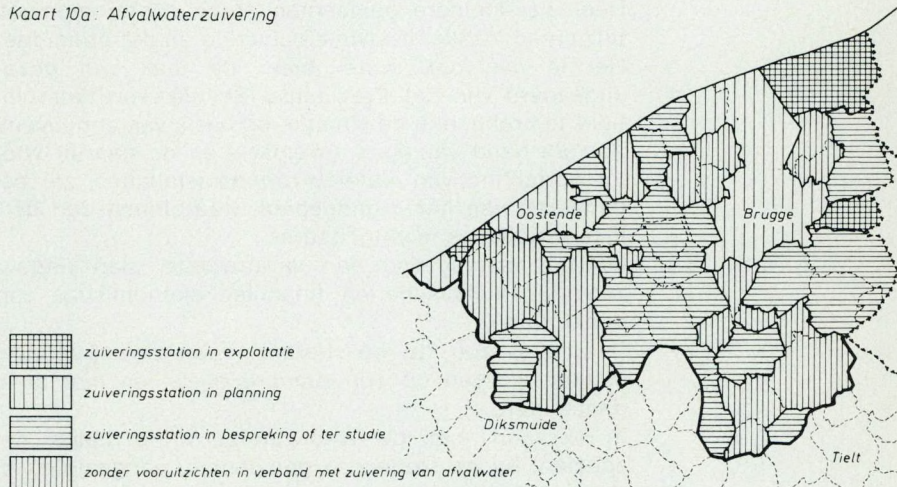 Kaart 10a: Afvalwaterzuivering
Oostende
Brugge
zuiveringsstation in exploitatie
zuiveringsstation in planning
zuiveringsstation in bespreking of ter studie
Diksmuide
Tielt
zonder vooruitzichten in verband met zuivering van afvalwater